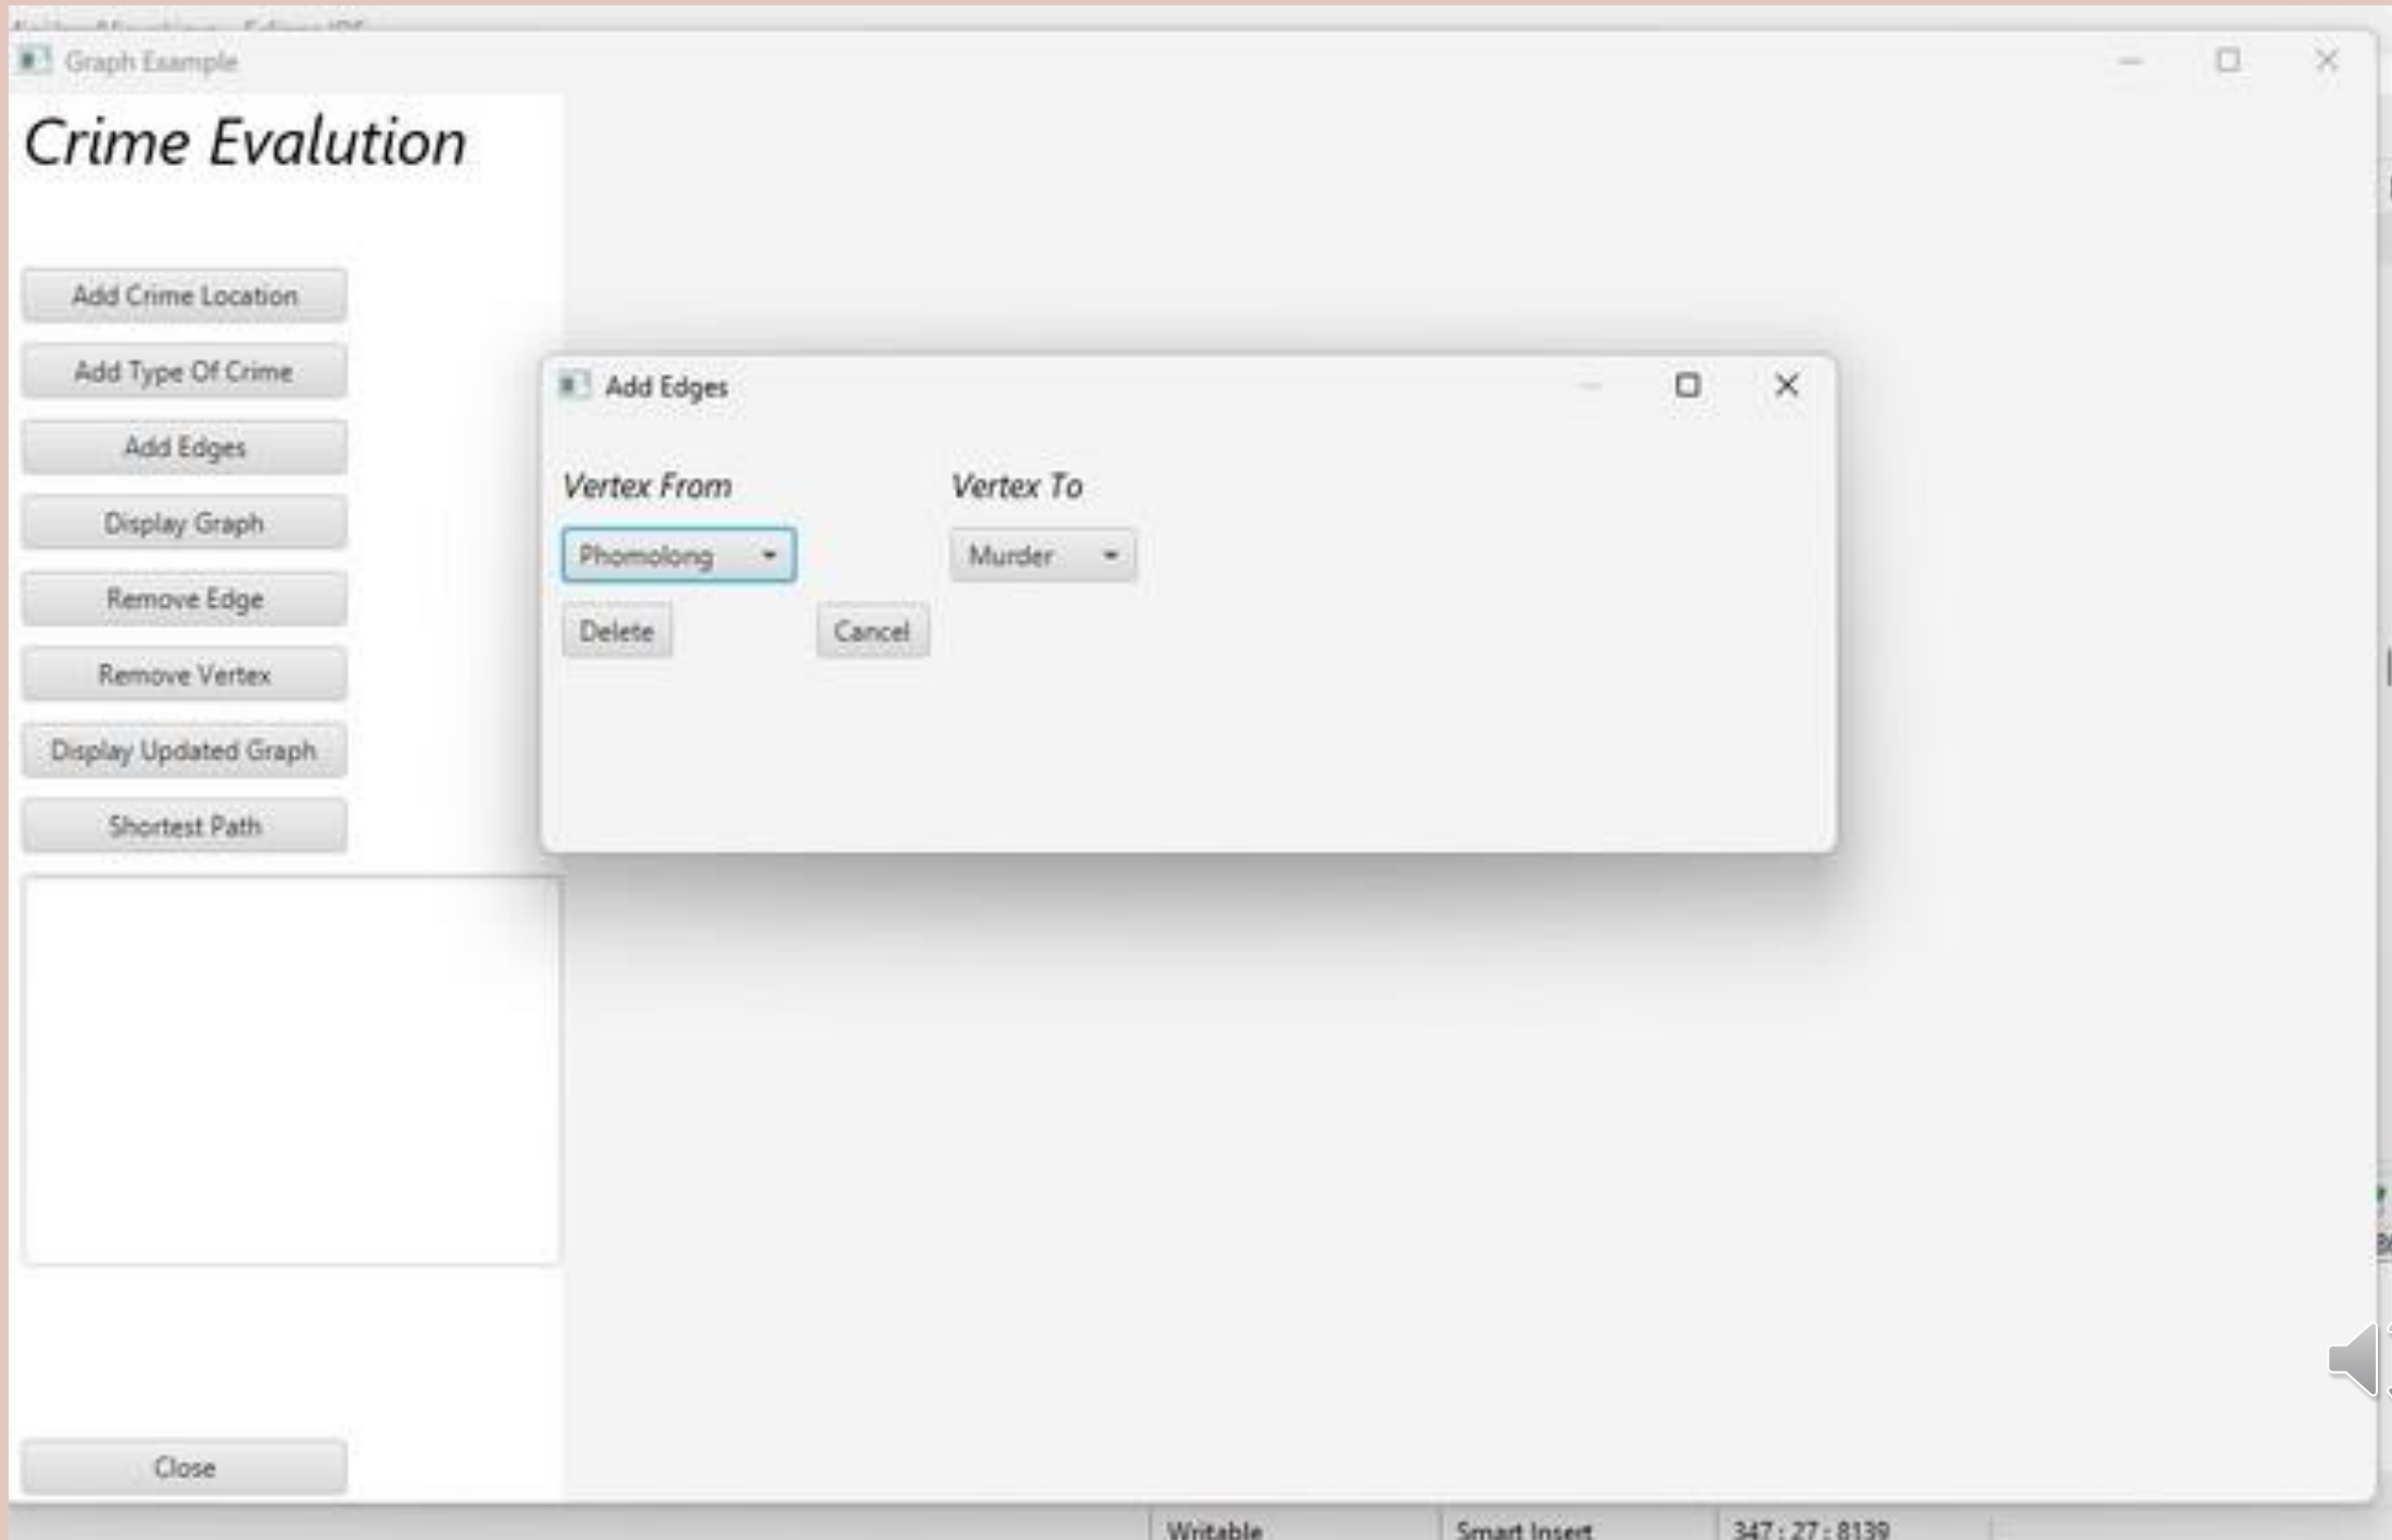 Graph Example
Crime Evalution
Add Crime Location
Add Type Of Crime
Add Edges
Display Graph
Remove Edge
Remove Vertex
Display Updated Graph
Shortest Path
Close
Add Edges
Vertex From Vertex To
Phomolong Murder
Delete Cancel
Writable Smart Insert 347 : 27 : 8139